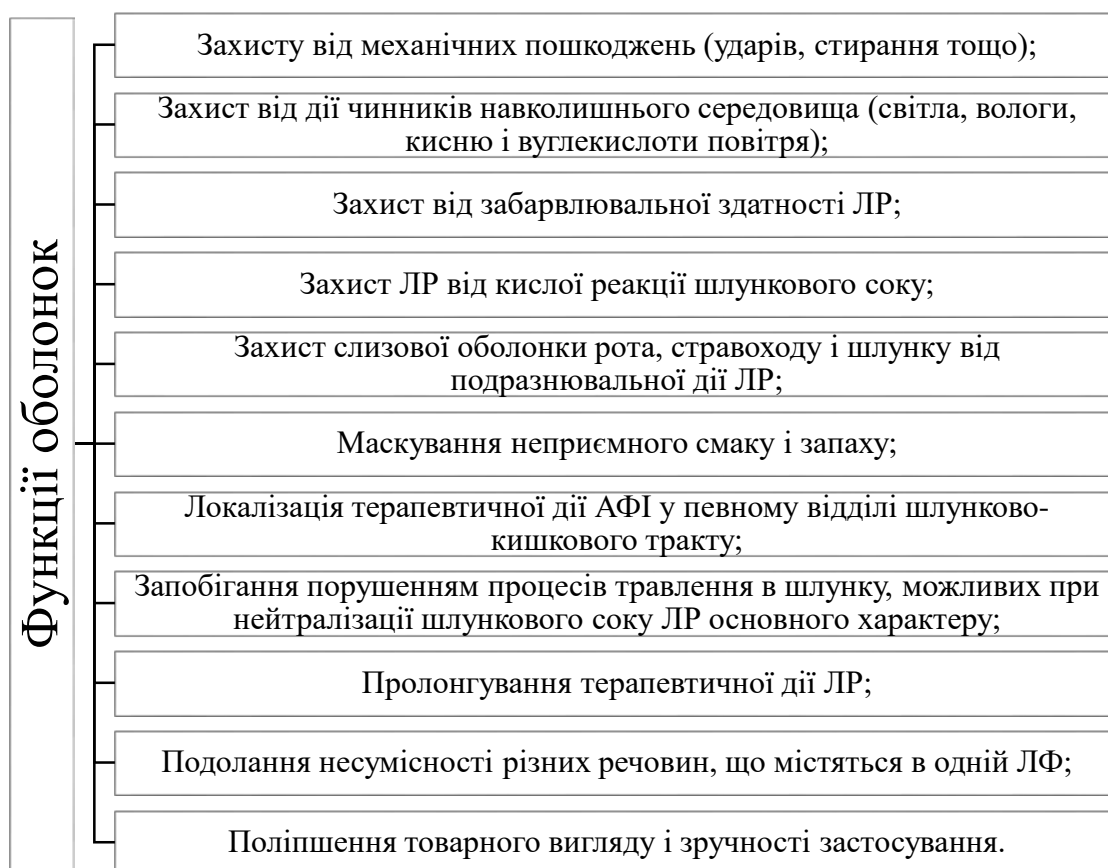 Функції оболонок
Захисту від механічних пошкоджень (ударів, стирання тощо);
Захист від дії чинників навколишнього середовища (світла, вологи,
кисню і вуглекислоти повітря);
Захист від забарвлювальної здатності ЛР;
Захист ЛР від кислої реакції шлункового соку;
Захист слизової оболонки рота, стравоходу і шлунку від
подразнювальної дії ЛР;
Маскування неприємного смаку і запаху;
Локалізація терапевтичної дії АФІ у певному відділі шлунково-
кишкового тракту;
Запобігання порушенням процесів травлення в шлунку, можливих при
нейтралізації шлункового соку ЛР основного характеру;
Пролонгування терапевтичної дії ЛР;
Подолання несумісності різних речовин, що містяться в одній ЛФ;
Поліпшення товарного вигляду і зручності застосування.